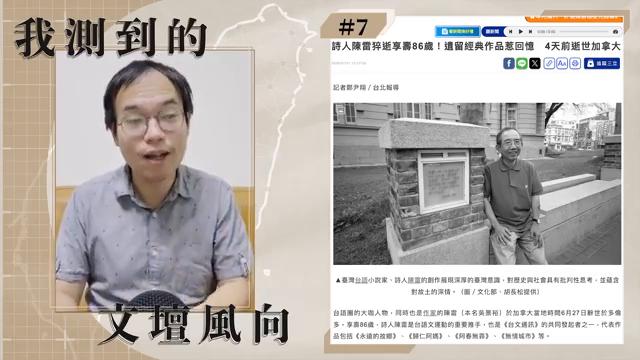 我測到的
文壇風向
#7
詩人陳雷猝逝享壽86歲！遺留經典作品惹回憶　4天前逝世加拿大
記者鄭尹翔／台北報導
▲臺灣台語小說家、詩人陳雷的創作展現深厚的臺灣意識，對歷史與社會具有批判性思考，並蘊含
對故土的深情。（圖／文化部、胡長松提供）
台語圈的大咖人物，同時也是作家的陳雷（本名吳景裕）於加拿大當地時間6月27日辭世於多倫
多，享壽86歲，詩人陳雷是台語文運動的重要推手，也是《台文通訊》的共同發起者之一，代表作
品包括《永遠的故鄉》、《歸仁阿媽》、《阿春無罪》、《無情城市》等。